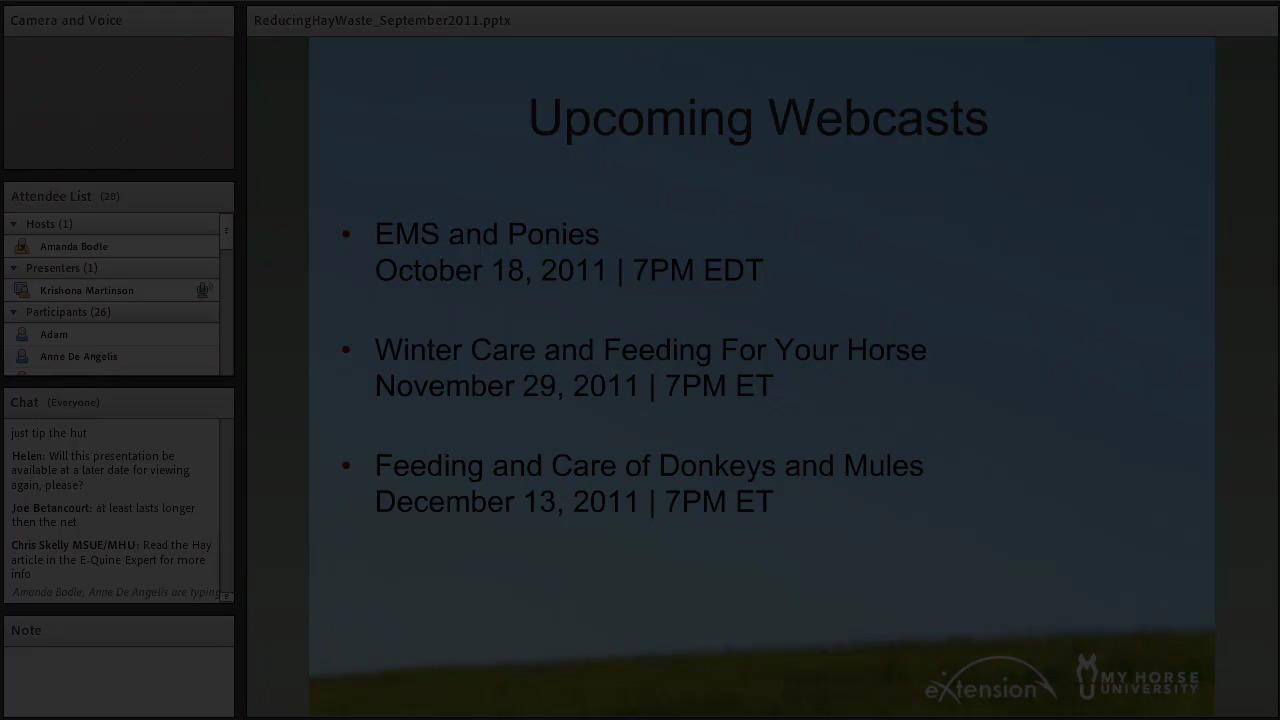 Camera and Voice
ReducingHayWaste_September2011.pptx
Attendee List (28)
Hosts (1)
Amanda Bodle
Presenters (1)
Krishona Martinson
Participants (26)
Adam
Anne De Angelis
Chat (Everyone)
just tip the hut
Helen: Will this presentation be
available at a later date for viewing
again, please?
Joe Betancourt: at least lasts longer
then the net
Chris Skelly MSUE/MHU: Read the Hay
article in the E-Quine Expert for more
info
Amanda Bodle, Anne De Angelis are typing
Note
Upcoming Webcasts
• EMS and Ponies
October 18, 2011 | 7PM EDT
• Winter Care and Feeding For Your Horse
November 29, 2011 | 7PM ET
• Feeding and Care of Donkeys and Mules
December 13, 2011 | 7PM ET
eXtension
MY HORSE
UNIVERSITY